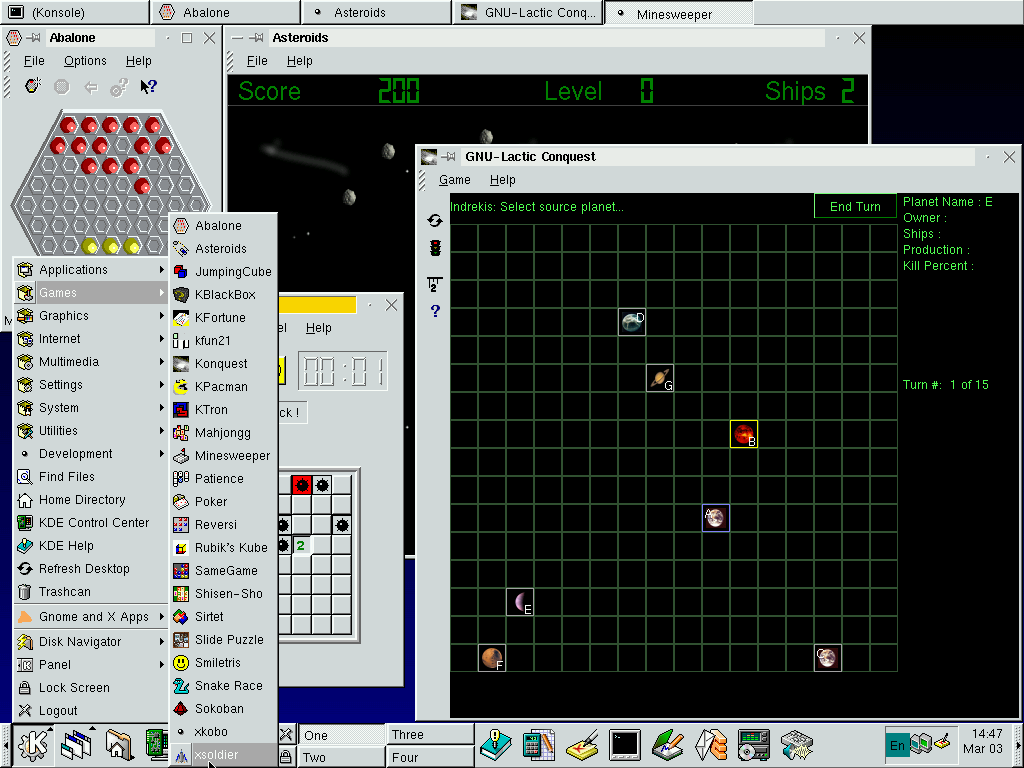 (Konsole)
Abalone
Asteroids
GNU-Lactic Conq...
Minesweeper
Abalone
File Options Help
Asteroids
File Help
Score 200 Level 0 Ships 2
GNU-Lactic Conquest
Game Help
Indrekis: Select source planet...
End Turn
Planet Name : E
Owner :
Ships :
Production :
Kill Percent :
Turn #: 1 of 15
D
G
B
A
E
F
C
el Help
00:01
ck !
2
Applications
Games
Graphics
Internet
Multimedia
Settings
System
Utilities
Development
Find Files
Home Directory
KDE Control Center
KDE Help
Refresh Desktop
Trashcan
Gnome and X Apps
Disk Navigator
Panel
Lock Screen
Logout
Abalone
Asteroids
JumpingCube
KBlackBox
KFortune
kfun21
Konquest
KPacman
KTron
Mahjongg
Minesweeper
Patience
Poker
Reversi
Rubik's Kube
SameGame
Shisen-Sho
Sirtet
Slide Puzzle
Smiletris
Snake Race
Sokoban
xkobo
xsoldier
One
Two
Three
Four
En
14:47
Mar 03